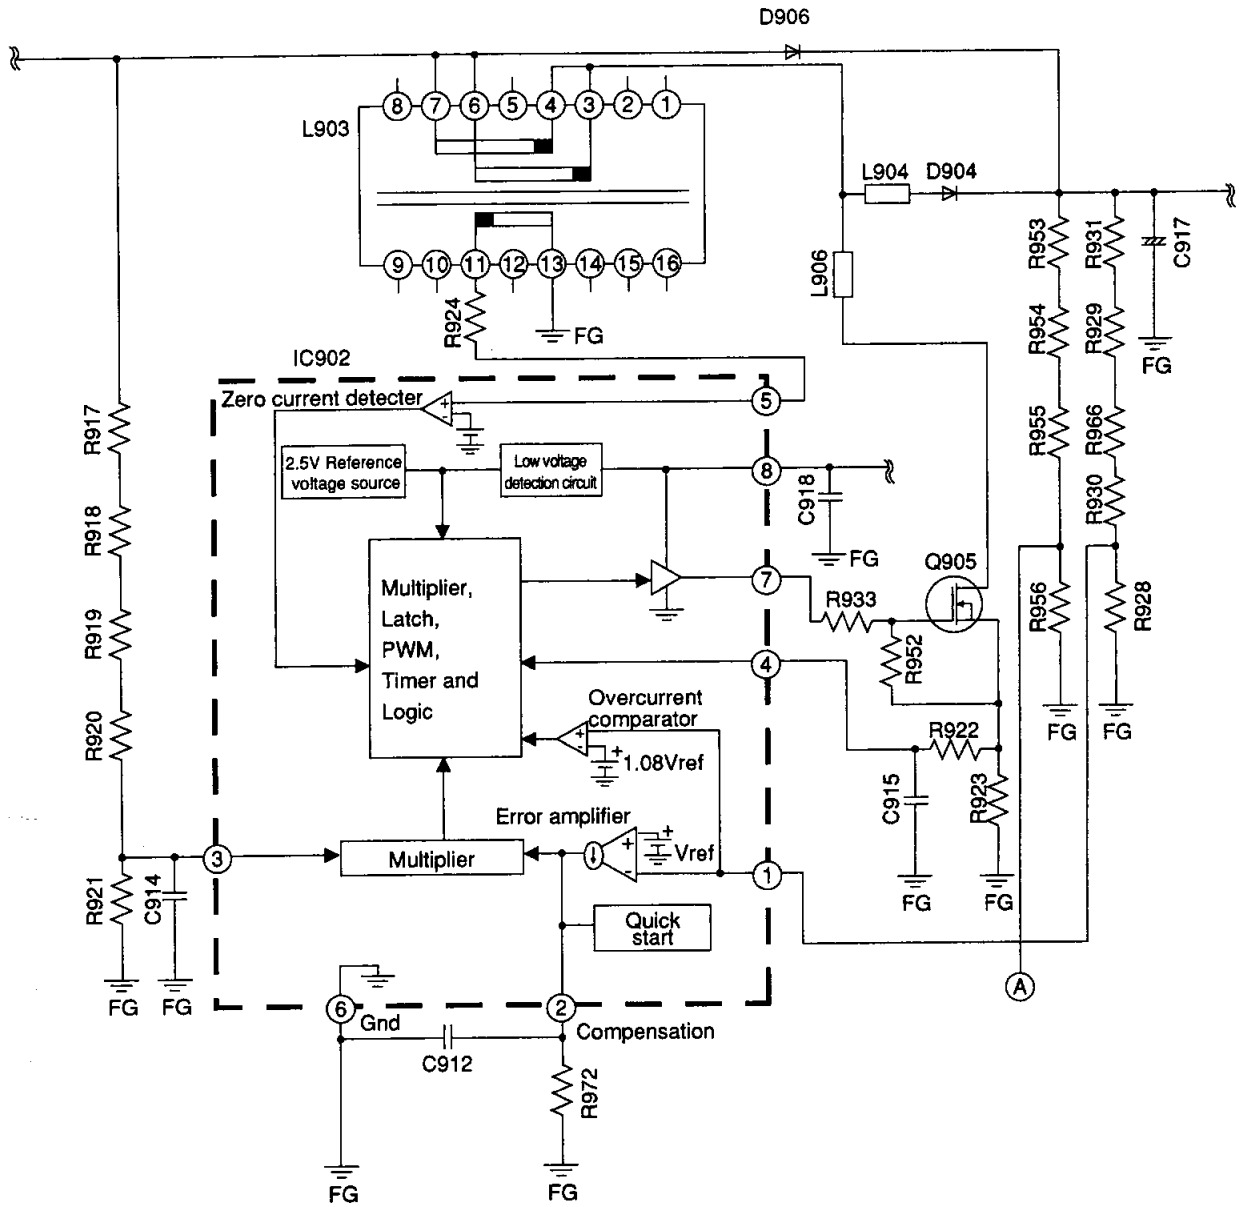 D906
8
7
6
5
4
3
2
1
L903
L904
D904
L906
R953
R931
C917
9
10
11
12
13
14
15
16
R924
FG
R954
R929
FG
IC902
Zero current detecter
+
-
5
R917
R955
R966
2.5V Reference
voltage source
Low voltage
detection circuit
8
C918
R930
R918
FG
Multiplier,
Latch,
PWM,
Timer and
Logic
7
Q905
R933
R956
R928
R919
R952
4
Overcurrent
comparator
+
-
+
1.08Vref
R920
R922
FG
FG
C915
R923
Error amplifier
+
-
+
Vref
3
Multiplier
1
R921
C914
FG
FG
Quick
start
A
FG
FG
6
Gnd
2
Compensation
C912
R972
FG
FG